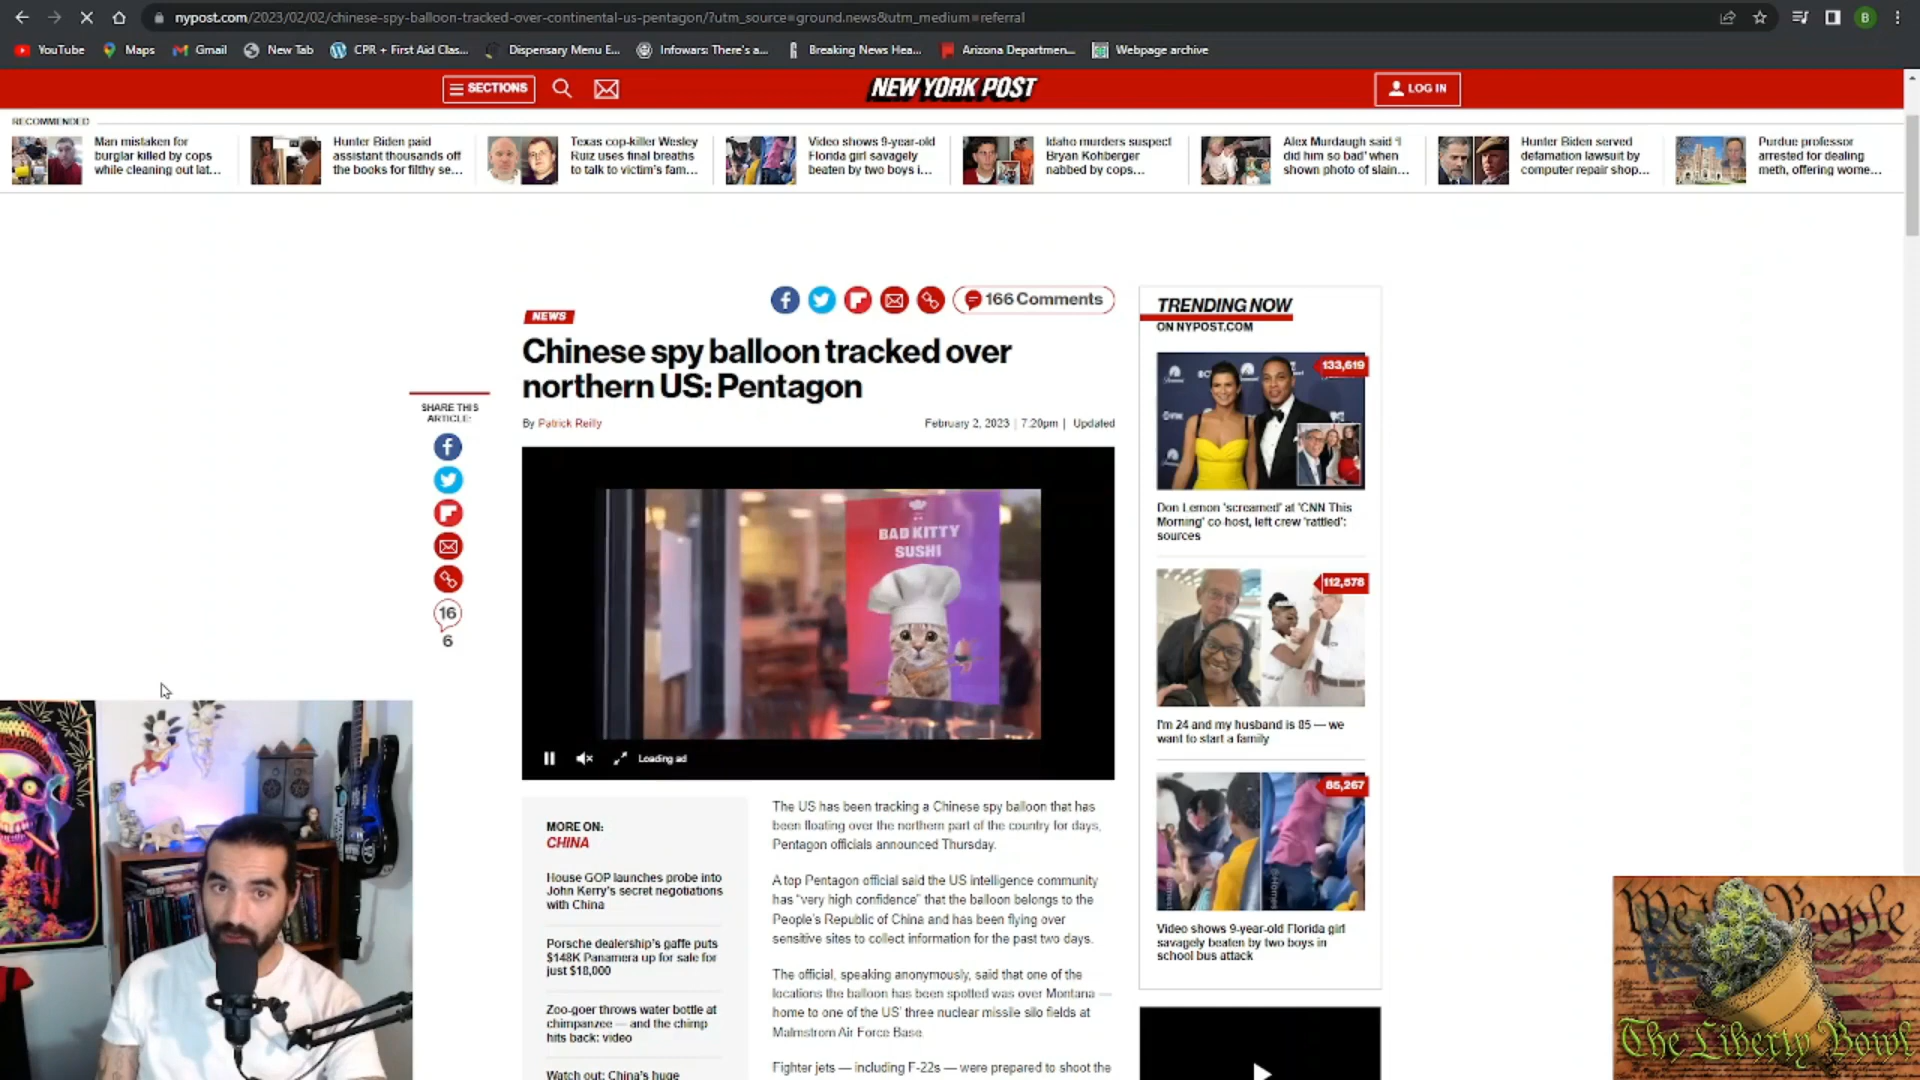 nypost.com/2023/02/02/chinese-spy-balloon-tracked-over-continental-us-pentagon/?utm_source=ground.news&utm_medium=referral
B
YouTube
Maps
Gmail
New Tab
CPR + First Aid Clas...
Dispensary Menu E...
Infowars: There's a...
Breaking News Hea...
Arizona Departmen...
Webpage archive
SECTIONS
NEW YORK POST
LOG IN
RECOMMENDED
Man mistaken for
burglar killed by cops
while cleaning out lat...
Hunter Biden paid
assistant thousands off
the books for filthy se...
Texas cop-killer Wesley
Ruiz uses final breaths
to talk to victim's fam...
Video shows 9-year-old
Florida girl savagely
beaten by two boys i...
Idaho murders suspect
Bryan Kohberger
nabbed by cops...
Alex Murdaugh said 'I
did him so bad' when
shown photo of slain...
Hunter Biden served
defamation lawsuit by
computer repair shop...
Purdue professor
arrested for dealing
meth, offering wome...
166 Comments
NEWS
Chinese spy balloon tracked over
northern US: Pentagon
By Patrick Reilly
February 2, 2023 | 7.20pm | Updated
SHARE THIS
ARTICLE:
16
6
BAD KITTY
SUSHI
Loading ad
MORE ON:
CHINA
House GOP launches probe into
John Kerry's secret negotiations
with China
Porsche dealership's gaffe puts
$148K Panamera up for sale for
just $18,000
Zoo-goer throws water bottle at
chimpanzee — and the chimp
hits back: video
Watch out: China's huge
The US has been tracking a Chinese spy balloon that has
been floating over the northern part of the country for days,
Pentagon officials announced Thursday.
A top Pentagon official said the US intelligence community
has "very high confidence" that the balloon belongs to the
People's Republic of China and has been flying over
sensitive sites to collect information for the past two days.
The official, speaking anonymously, said that one of the
locations the balloon has been spotted was over Montana —
home to one of the US' three nuclear missile silo fields at
Malmstrom Air Force Base.
Fighter jets — including F-22s — were prepared to shoot the
TRENDING NOW
ON NYPOST.COM
133,619
Don Lemon 'screamed' at 'CNN This
Morning' co-host, left crew 'rattled':
sources
112,578
I'm 24 and my husband is 85 — we
want to start a family
85,267
Video shows 9-year-old Florida girl
savagely beaten by two boys in
school bus attack
We The People
The Liberty Bowl